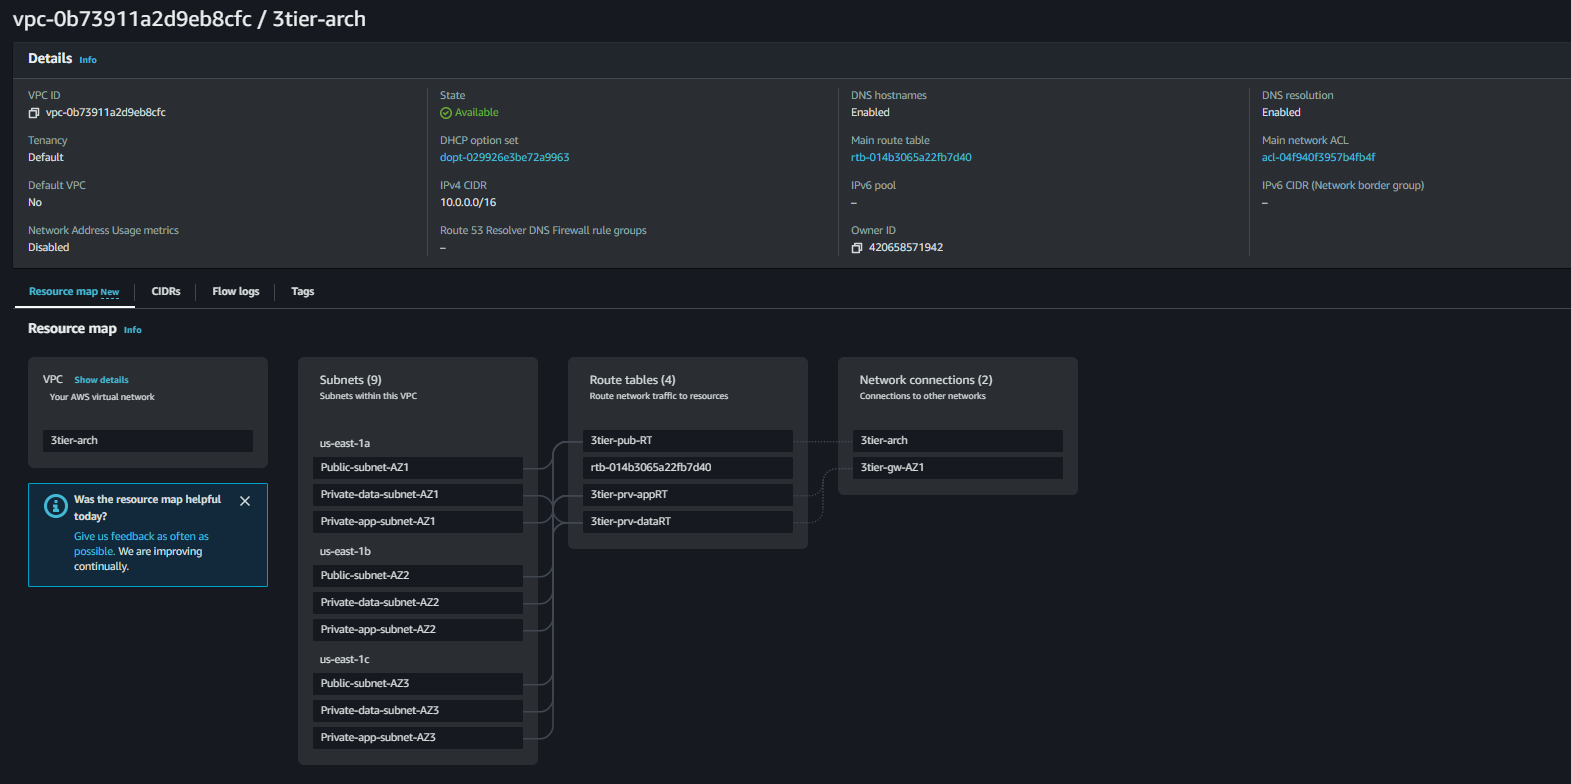 vpc-0b73911a2d9eb8cfc / 3tier-arch
Details Info
VPC ID
vpc-0b73911a2d9eb8cfc
State
Available
DNS hostnames
Enabled
DNS resolution
Enabled
Tenancy
Default
DHCP option set
dopt-029926e3be72a9963
Main route table
rtb-014b3065a22fb7d40
Main network ACL
acl-04f940f3957b4fb4f
Default VPC
No
IPv4 CIDR
10.0.0.0/16
IPv6 pool
–
IPv6 CIDR (Network border group)
–
Network Address Usage metrics
Disabled
Route 53 Resolver DNS Firewall rule groups
–
Owner ID
420658571942
Resource map New
CIDRs
Flow logs
Tags
Resource map Info
VPC Show details
Your AWS virtual network
3tier-arch
Was the resource map helpful
today?
Give us feedback as often as
possible. We are improving
continually.
Subnets (9)
Subnets within this VPC
us-east-1a
Public-subnet-AZ1
Private-data-subnet-AZ1
Private-app-subnet-AZ1
us-east-1b
Public-subnet-AZ2
Private-data-subnet-AZ2
Private-app-subnet-AZ2
us-east-1c
Public-subnet-AZ3
Private-data-subnet-AZ3
Private-app-subnet-AZ3
Route tables (4)
Route network traffic to resources
3tier-pub-RT
rtb-014b3065a22fb7d40
3tier-prv-appRT
3tier-prv-dataRT
Network connections (2)
Connections to other networks
3tier-arch
3tier-gw-AZ1